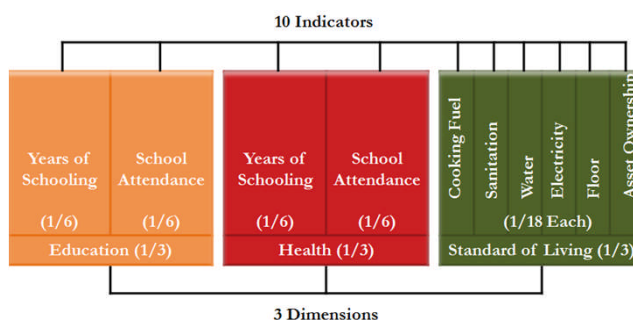 10 Indicators
Years of
Schooling
(1/6)
School
Attendance
(1/6)
Education (1/3)
Years of
Schooling
(1/6)
School
Attendance
(1/6)
Health (1/3)
Cooking Fuel
Sanitation
Water
Electricity
Floor
Asset Ownership
(1/18 Each)
Standard of Living (1/3)
3 Dimensions